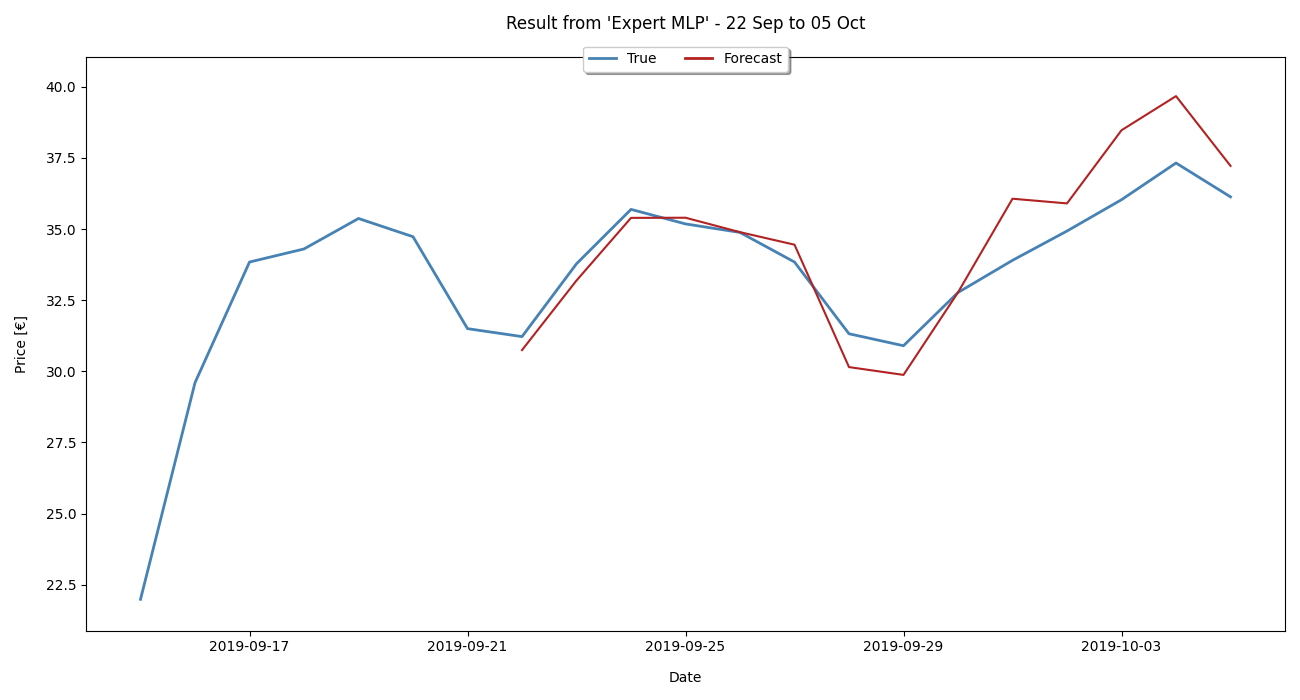 Result from 'Expert MLP' - 22 Sep to 05 Oct
True
Forecast
40.0
37.5
35.0
32.5
30.0
27.5
25.0
22.5
Price [€]
2019-09-17
2019-09-21
2019-09-25
2019-09-29
2019-10-03
Date